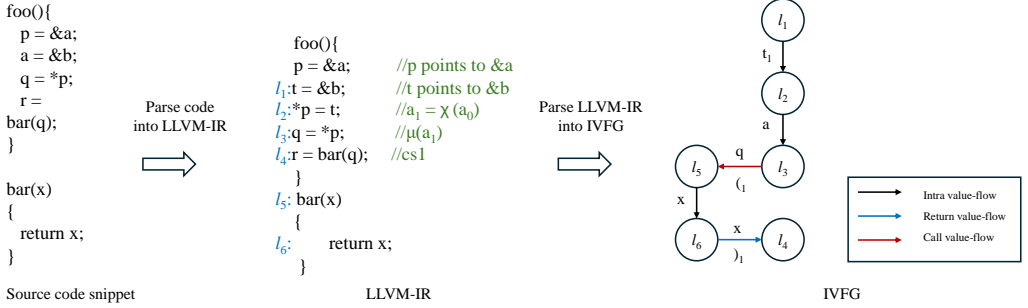 foo(){
p = &a;
a = &b;
q = *p;
r =
bar(q);
}
bar(x)
{
return x;
}
Source code snippet
Parse code
into LLVM-IR
foo(){
p = &a; //p points to &a
l1:t = &b; //t points to &b
l2:*p = t; //a1 = χ (a0)
l3:q = *p; //μ(a1)
l4:r = bar(q); //cs1
}
l5: bar(x)
{
l6: return x;
}
LLVM-IR
Parse LLVM-IR
into IVFG
l1
t1
l2
a
l3
q
(1
l5
x
l6
x
)1
l4
Intra value-flow
Return value-flow
Call value-flow
IVFG